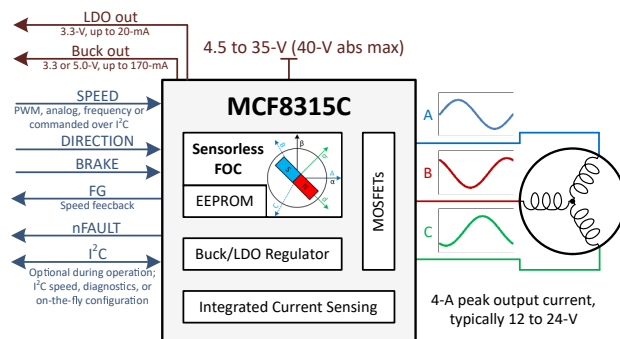 LDO out
3.3-V, up to 20-mA
Buck out
3.3 or 5.0-V, up to 170-mA
4.5 to 35-V (40-V abs max)
SPEED
PWM, analog, frequency or
commanded over I²C
DIRECTION
BRAKE
FG
Speed feecback
nFAULT
I²C
Optional during operation;
I²C speed, diagnostics, or
on-the-fly configuration
MCF8315C
Sensorless
FOC
EEPROM
β
B
q
A
α
S
C
d
MOSFETs
Buck/LDO Regulator
Integrated Current Sensing
A
B
C
4-A peak output current,
typically 12 to 24-V